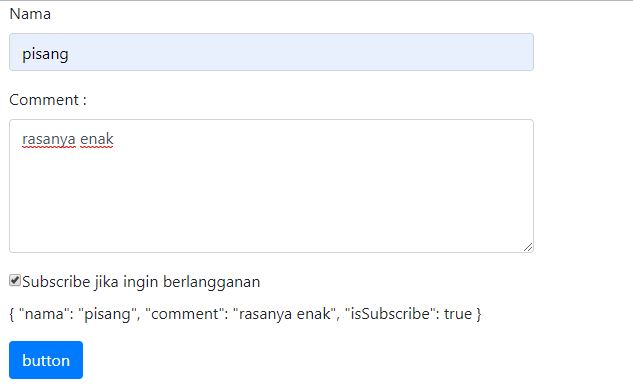 Nama
pisang
Comment :
rasanya enak
Subscribe jika ingin berlangganan
{ "nama": "pisang", "comment": "rasanya enak", "isSubscribe": true }
button